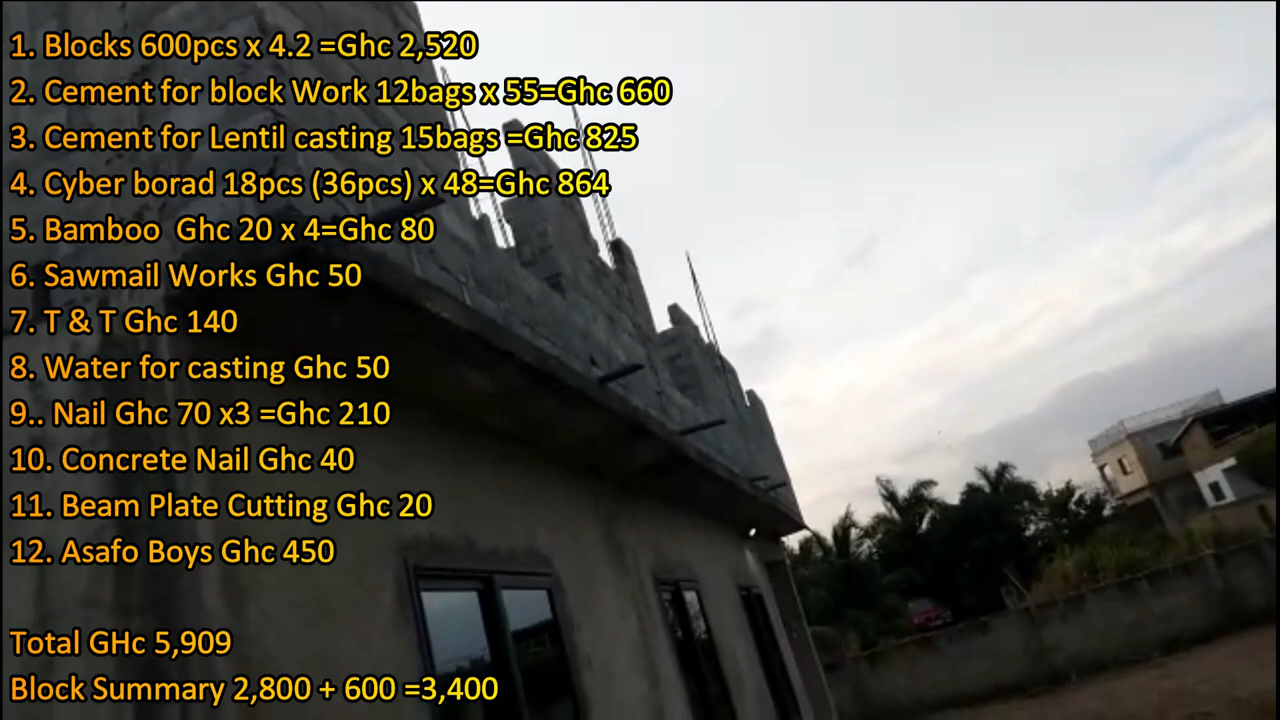 1. Blocks 600pcs x 4.2 =Ghc 2,520
2. Cement for block Work 12bags x 55=Ghc 660
3. Cement for Lentil casting 15bags =Ghc 825
4. Cyber borad 18pcs (36pcs) x 48=Ghc 864
5. Bamboo  Ghc 20 x 4=Ghc 80
6. Sawmail Works Ghc 50
7. T & T Ghc 140
8. Water for casting Ghc 50
9.. Nail Ghc 70 x3 =Ghc 210
10. Concrete Nail Ghc 40
11. Beam Plate Cutting Ghc 20
12. Asafo Boys Ghc 450
Total GHc 5,909
Block Summary 2,800 + 600 =3,400